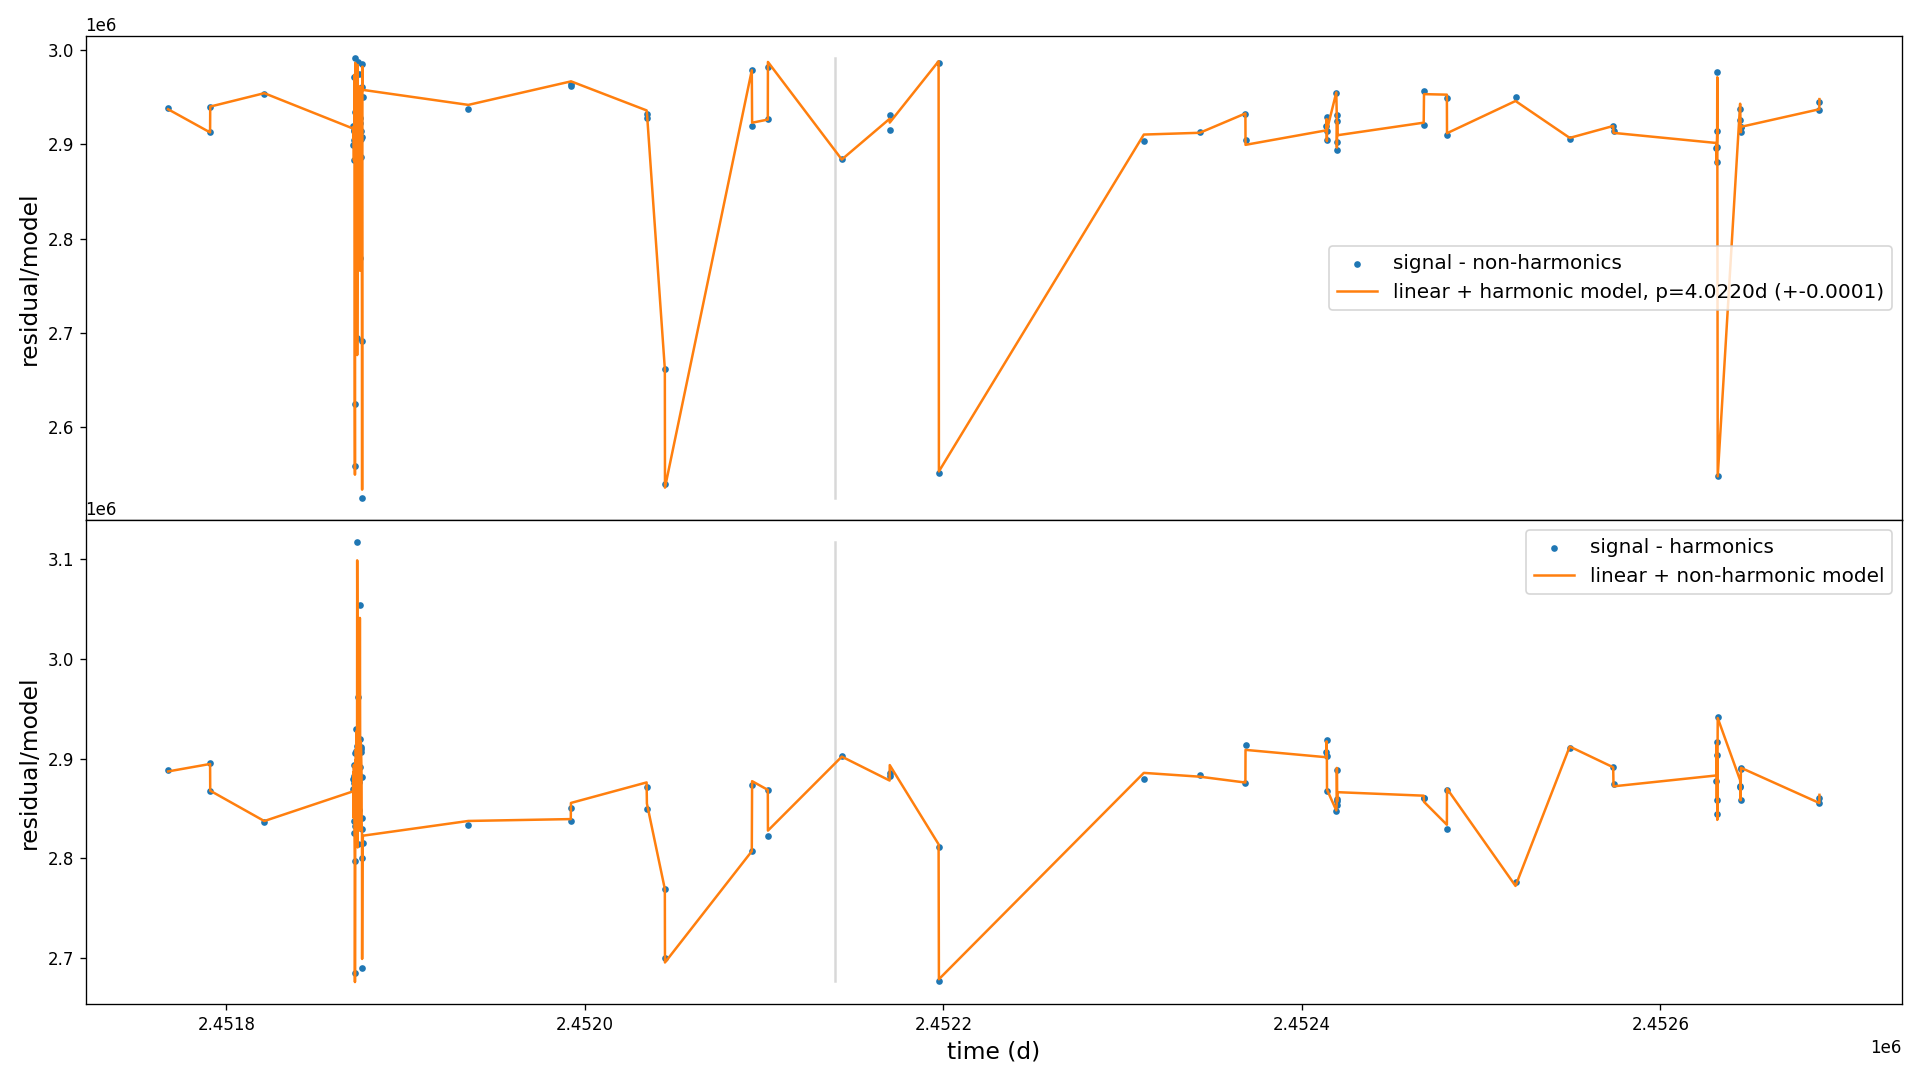 1e6
3.0
2.9
2.8
2.7
2.6
residual/model
signal - non-harmonics
linear + harmonic model, p=4.0220d (+-0.0001)
1e6
3.1
3.0
2.9
2.8
2.7
residual/model
signal - harmonics
linear + non-harmonic model
2.4518
2.4520
2.4522
2.4524
2.4526
time (d)
1e6